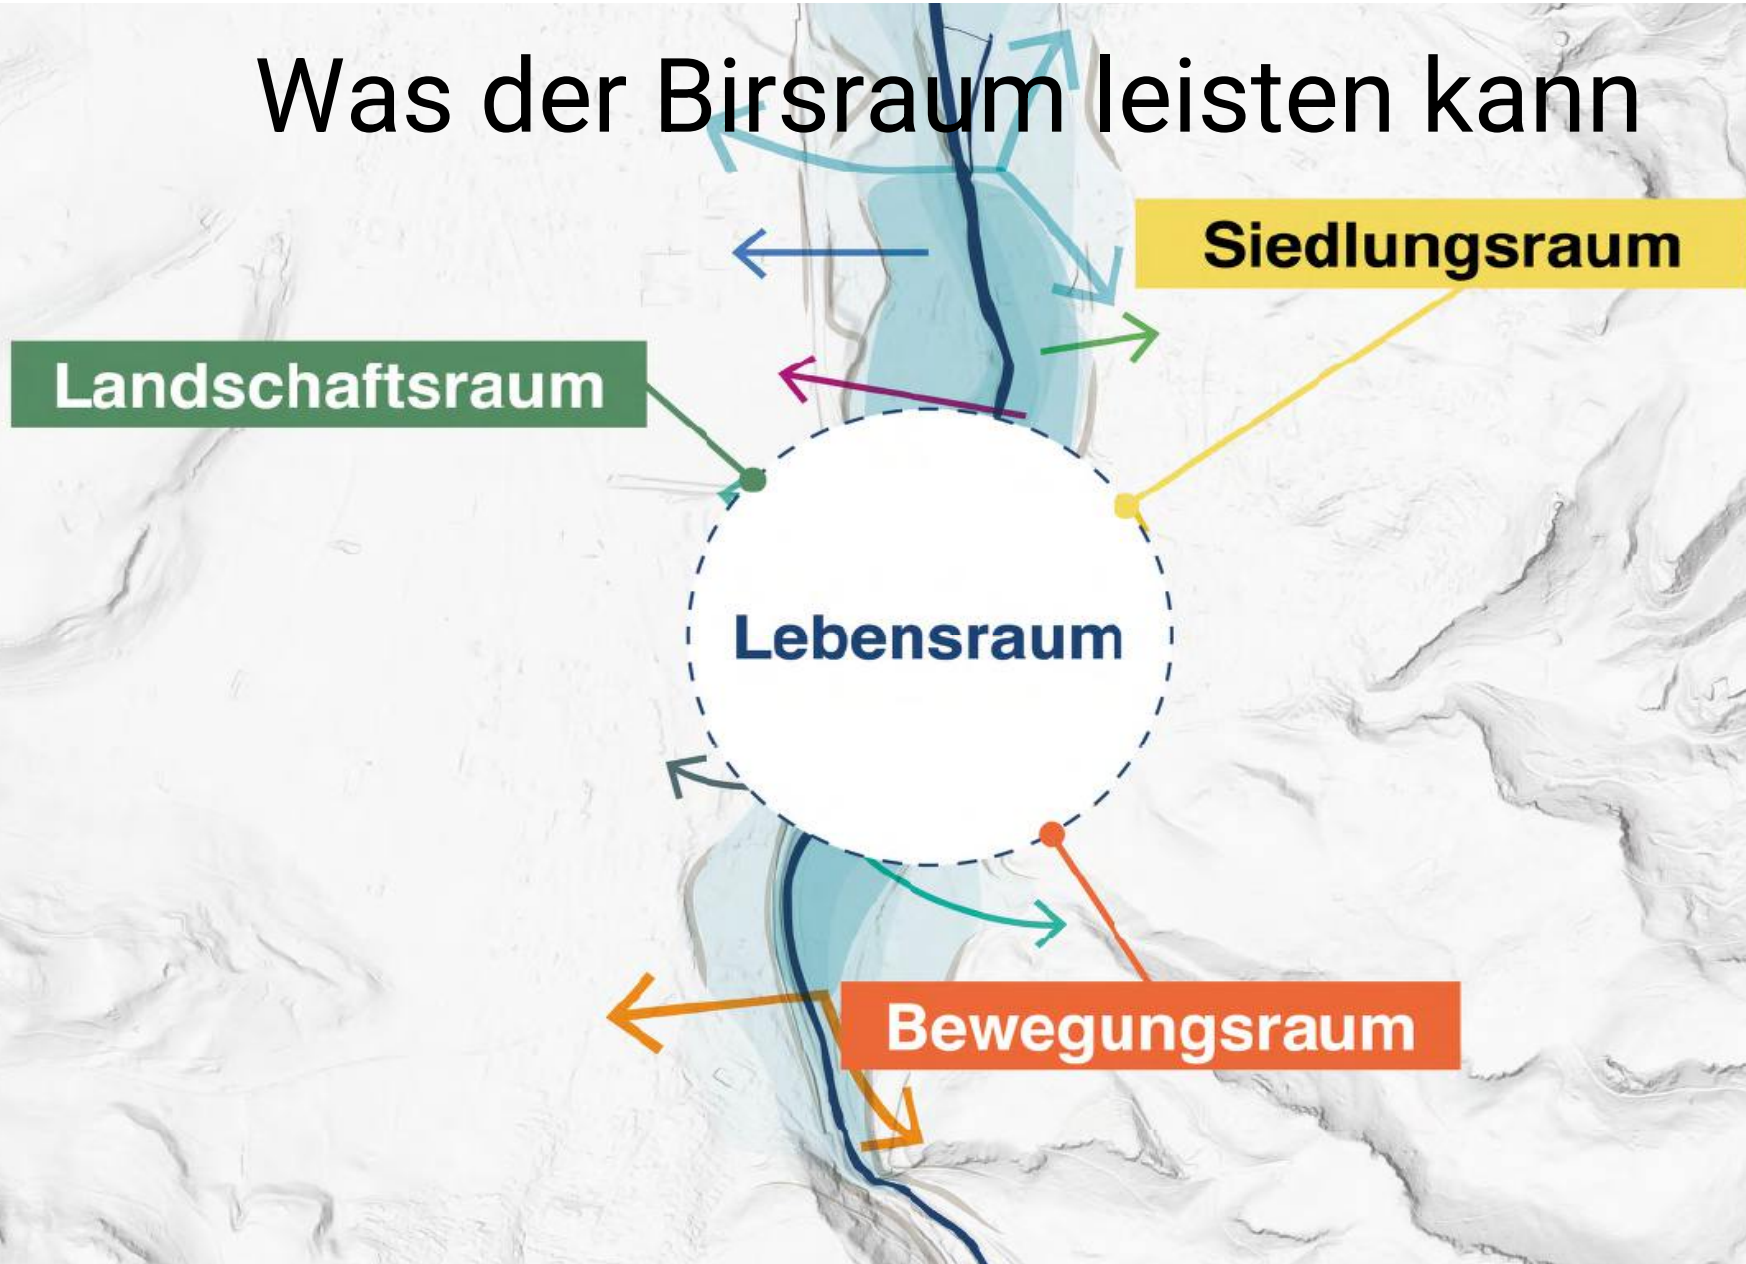 Was der Birsraum leisten kann
Siedlungsraum
Landschaftsraum
Lebensraum
Bewegungsraum